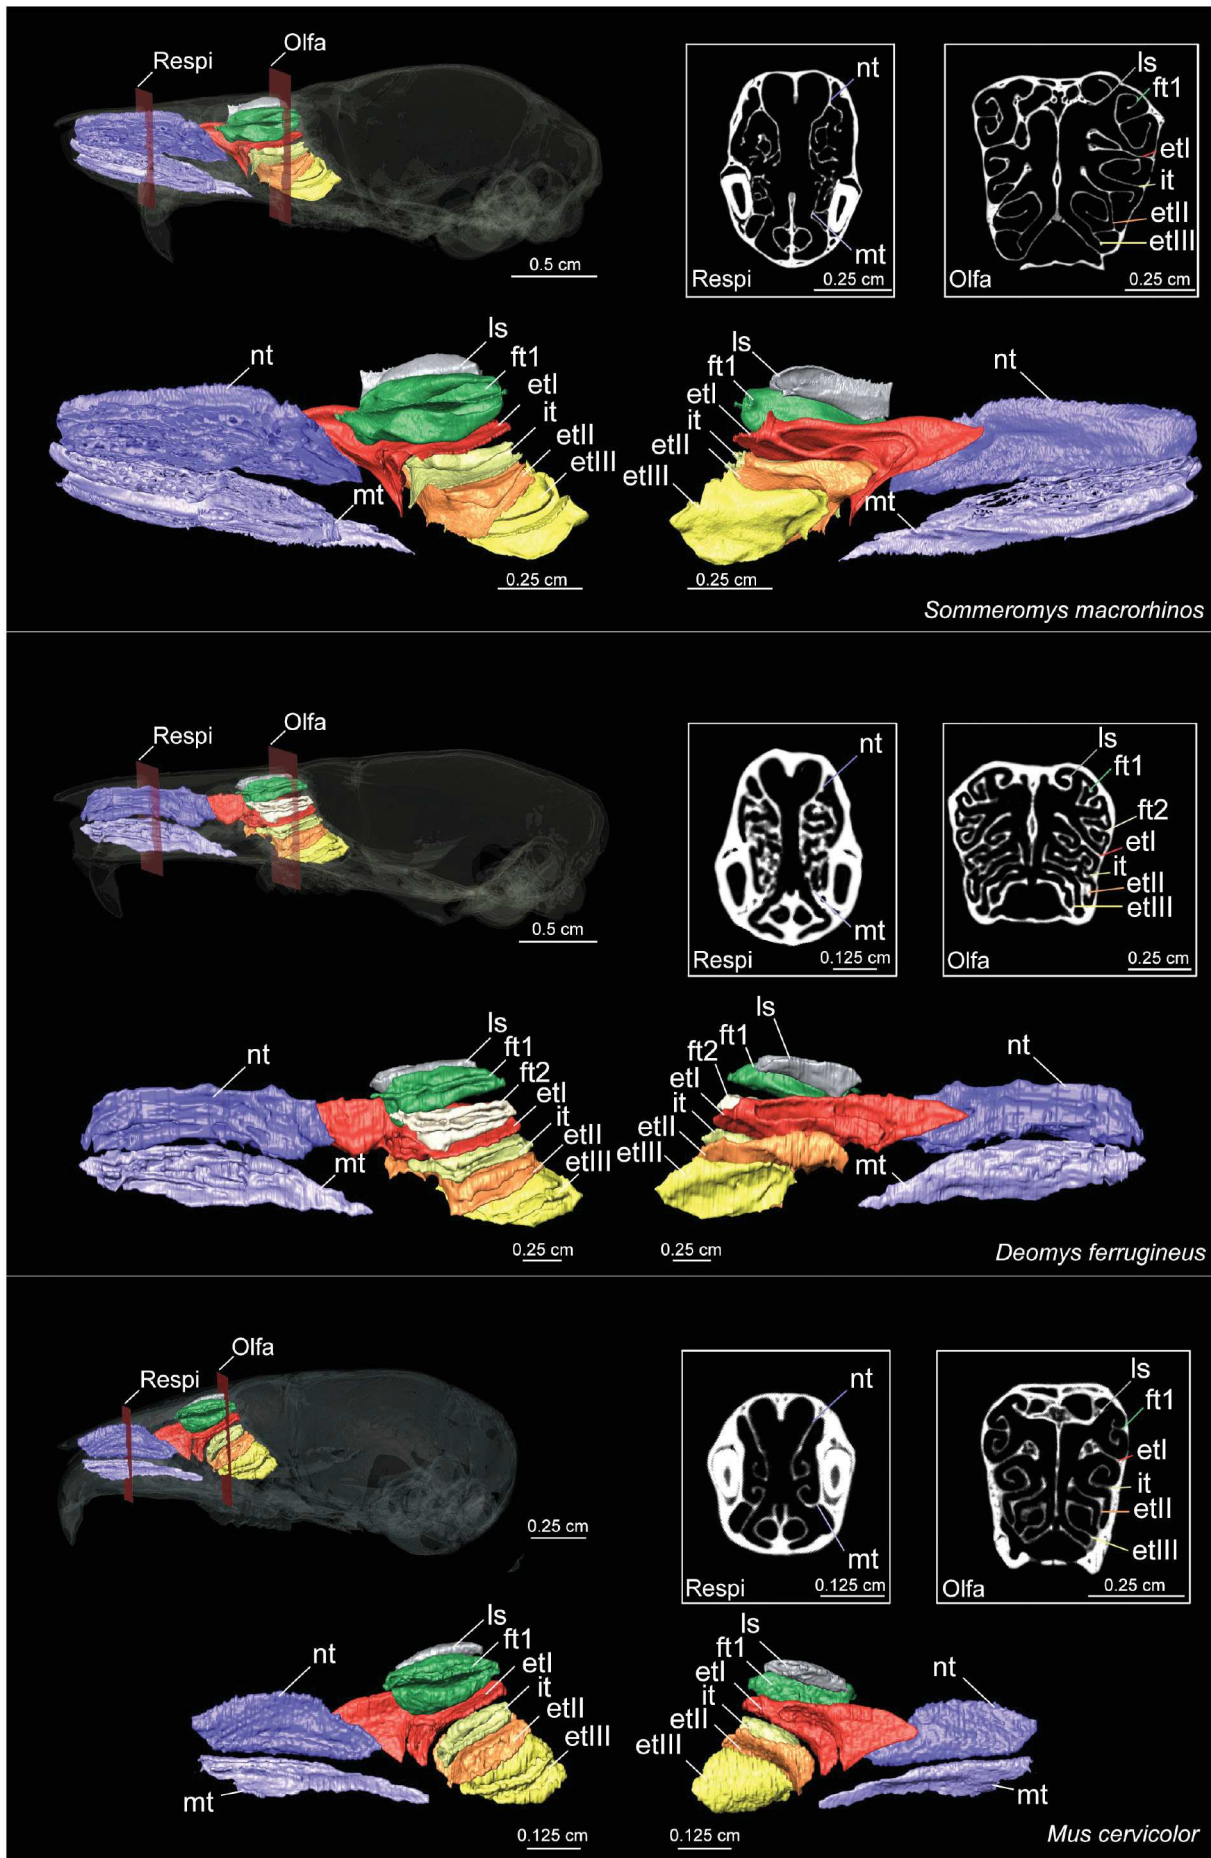 Respi
Olfa
0.5 cm
nt
mt
Respi
0.25 cm
ls
ft1
etI
it
etII
etIII
Olfa
0.25 cm
nt
ls
ft1
etI
it
etII
etIII
mt
0.25 cm
ls
ft1
etI
it
etII
etIII
nt
mt
0.25 cm
Sommeromys macrorhinos
Respi
Olfa
0.5 cm
nt
mt
Respi
0.125 cm
ls
ft1
ft2
etI
it
etII
etIII
Olfa
0.25 cm
nt
ls
ft1
ft2
etI
it
etII
etIII
mt
0.25 cm
ls
ft1
ft2
etI
it
etII
etIII
nt
mt
0.25 cm
Deomys ferrugineus
Respi
Olfa
0.25 cm
nt
mt
Respi
0.125 cm
ls
ft1
etI
it
etII
etIII
Olfa
0.25 cm
nt
ls
ft1
etI
it
etII
etIII
mt
0.125 cm
ls
ft1
etI
it
etII
etIII
nt
mt
0.125 cm
Mus cervicolor